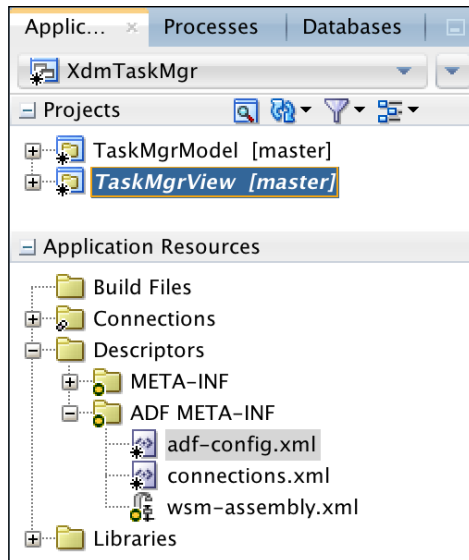 Applic... Processes Databases
XdmTaskMgr
Projects
TaskMgrModel [master]
TaskMgrView [master]
Application Resources
Build Files
Connections
Descriptors
META-INF
ADF META-INF
adf-config.xml
connections.xml
wsm-assembly.xml
Libraries